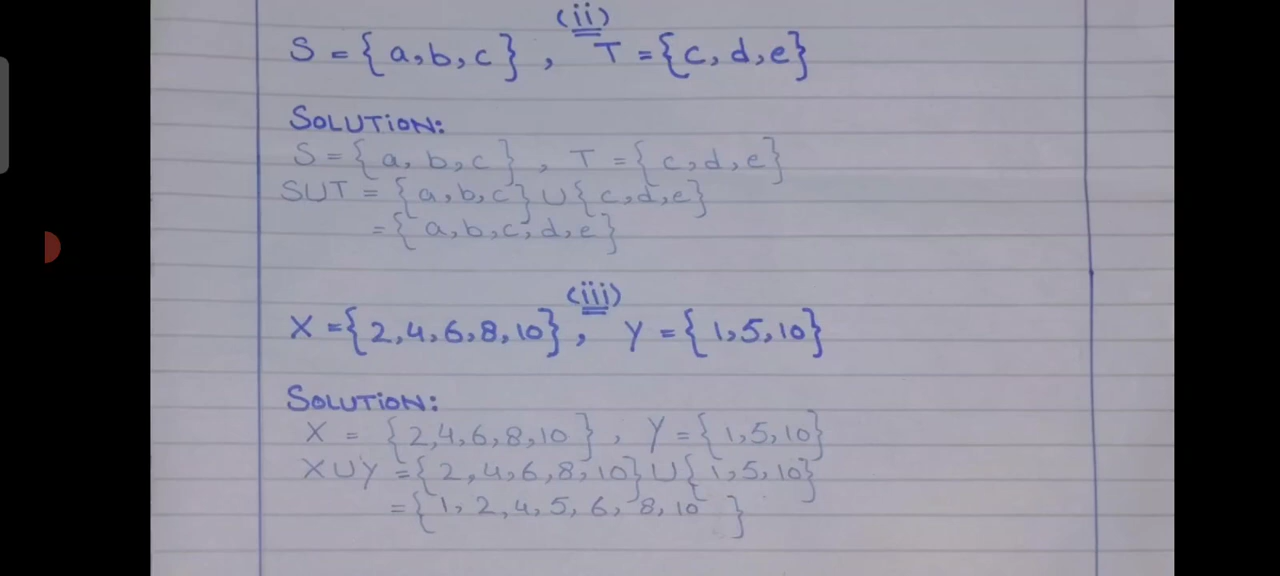 (ii)
S = {a,b,c} , T = {c,d,e}
SOLUTION:
S = {a, b, c} , T = {c, d, e}
SUT = {a,b,c} U {c,d,e}
= {a,b,c,d,e}
(iii)
X = {2,4,6,8,10} , Y = {1,5,10}
SOLUTION:
X = {2,4,6,8,10} , Y = {1,5,10}
XUY = {2,4,6,8,10} U {1,5,10}
= {1, 2, 4, 5, 6, 8, 10 }